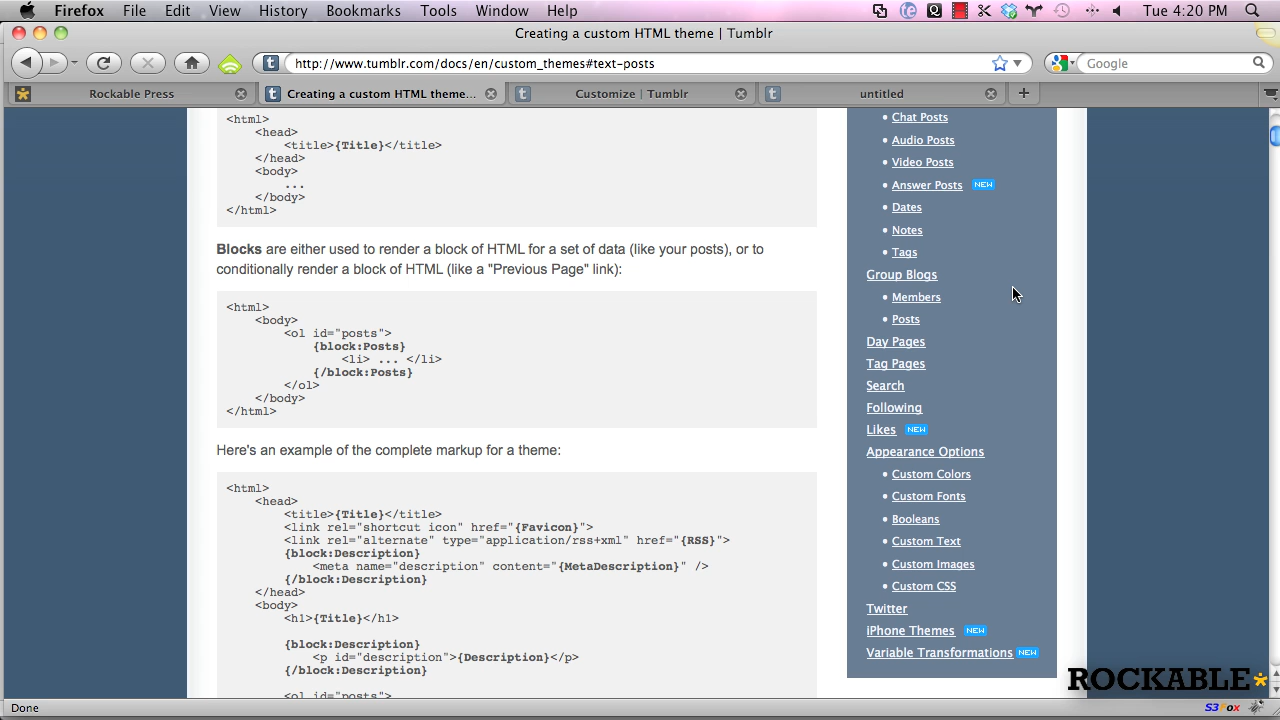 Firefox File Edit View History Bookmarks Tools Window Help Tue 4:20 PM
Creating a custom HTML theme | Tumblr
http://www.tumblr.com/docs/en/custom_themes#text-posts Google
Rockable Press Creating a custom HTML theme... Customize | Tumblr untitled
<html>
<head>
<title>{Title}</title>
</head>
<body>
...
</body>
</html>
Blocks are either used to render a block of HTML for a set of data (like your posts), or to
conditionally render a block of HTML (like a "Previous Page" link):
<html>
<body>
<ol id="posts">
{block:Posts}
<li> ... </li>
{/block:Posts}
</ol>
</body>
</html>
Here's an example of the complete markup for a theme:
<html>
<head>
<title>{Title}</title>
<link rel="shortcut icon" href="{Favicon}">
<link rel="alternate" type="application/rss+xml" href="{RSS}">
{block:Description}
<meta name="description" content="{MetaDescription}" />
{/block:Description}
</head>
<body>
<h1>{Title}</h1>
{block:Description}
<p id="description">{Description}</p>
{/block:Description}
<ol id="posts">
Chat Posts
Audio Posts
Video Posts
Answer Posts NEW
Dates
Notes
Tags
Group Blogs
Members
Posts
Day Pages
Tag Pages
Search
Following
Likes NEW
Appearance Options
Custom Colors
Custom Fonts
Booleans
Custom Text
Custom Images
Custom CSS
Twitter
iPhone Themes NEW
Variable Transformations NEW
ROCKABLE
Done S3Fox